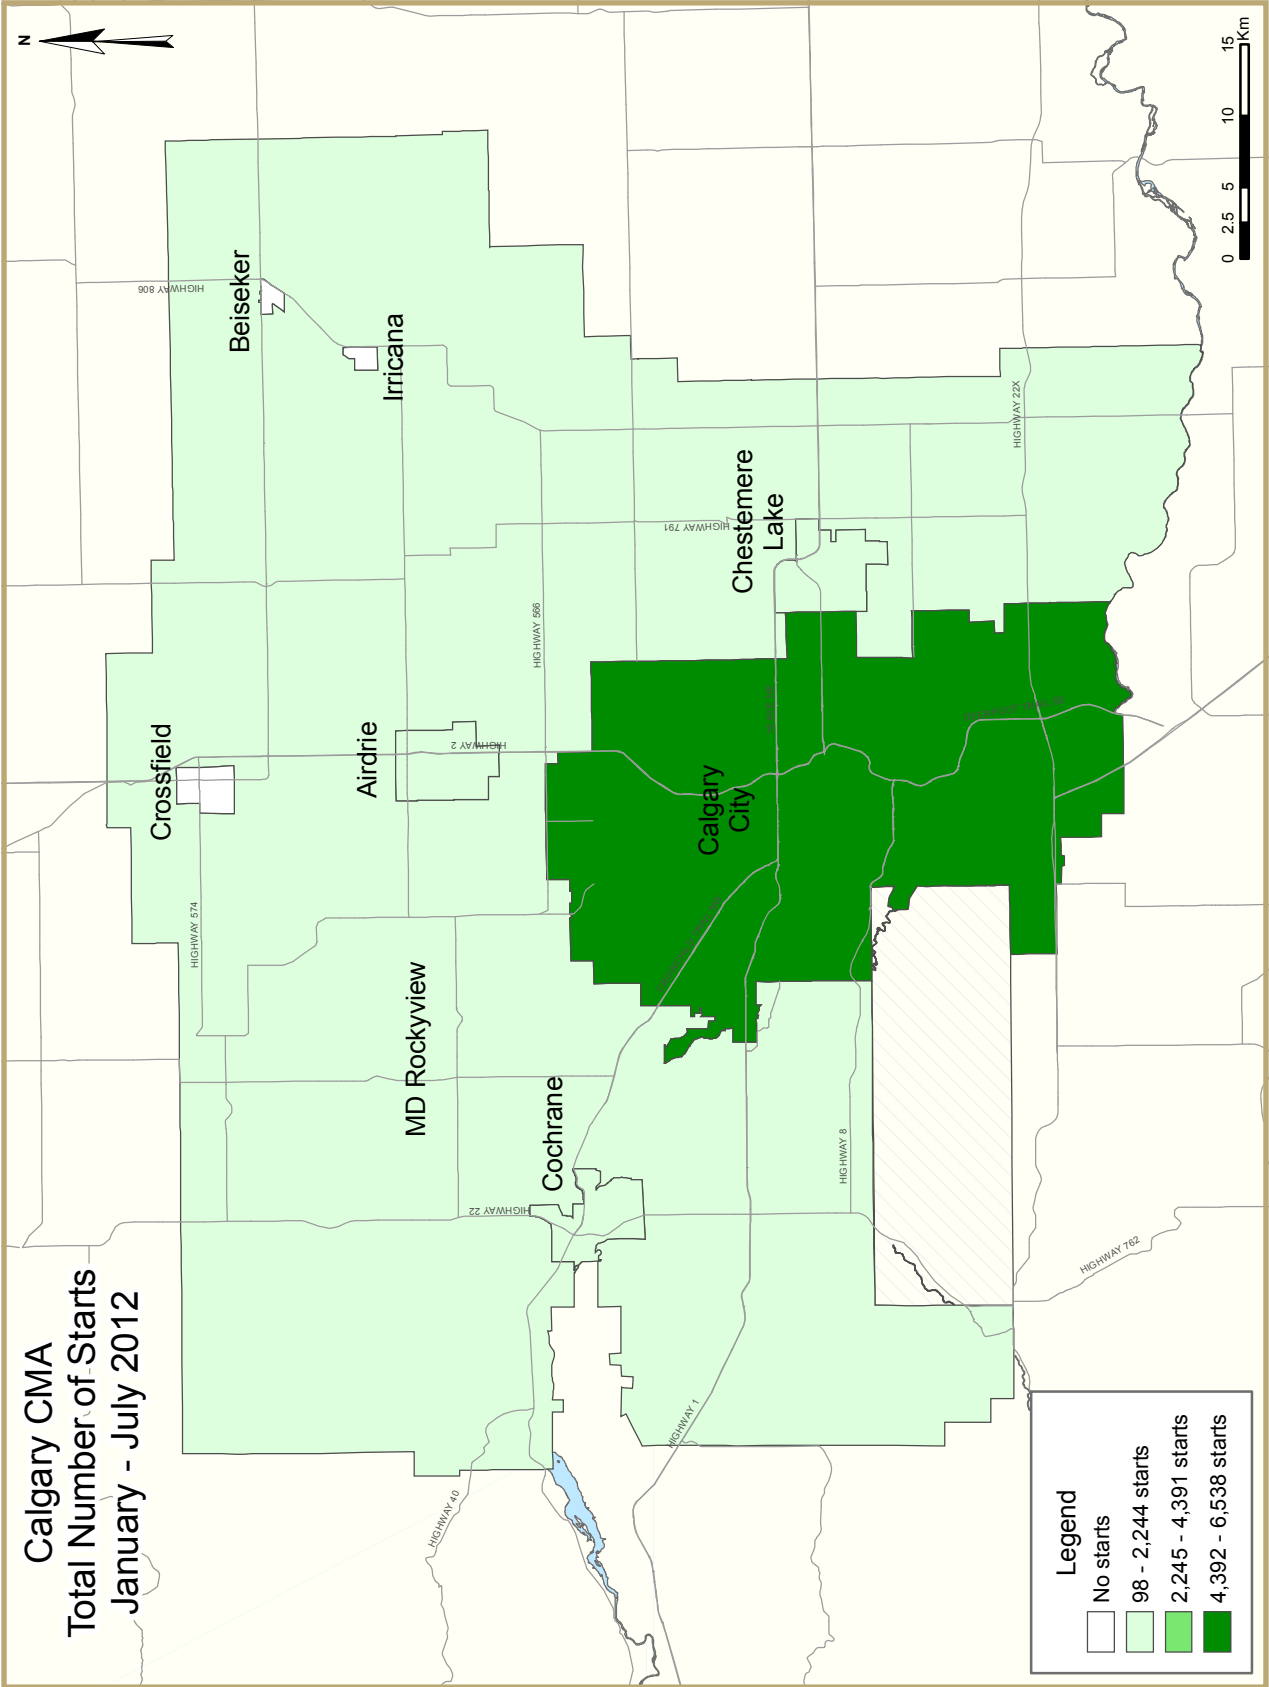 Calgary CMA
Total Number of Starts
January - July 2012
N
Crossfield
Beiseker
Irricana
Airdrie
MD Rockyview
Cochrane
Calgary
City
Chestemere
Lake
HIGHWAY 806
HIGHWAY 574
HIGHWAY 2
HIGHWAY 566
HIGHWAY 791
HIGHWAY 22
HIGHWAY 40
HIGHWAY 1
HIGHWAY 8
HIGHWAY 22X
HIGHWAY 762
Legend
No starts
98 - 2,244 starts
2,245 - 4,391 starts
4,392 - 6,538 starts
0 2.5 5 10 15
Km